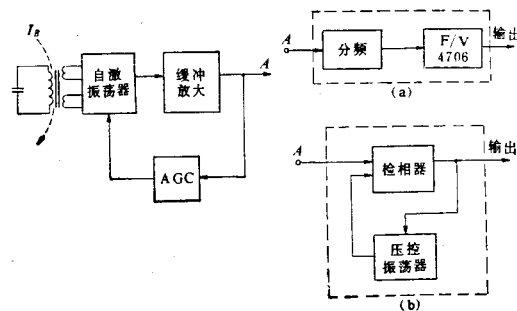 I_B
自激
振荡器
缓冲
放大
A
AGC
A
分频
F/V
4706
输出
(a)
A
检相器
输出
压控
振荡器
(b)